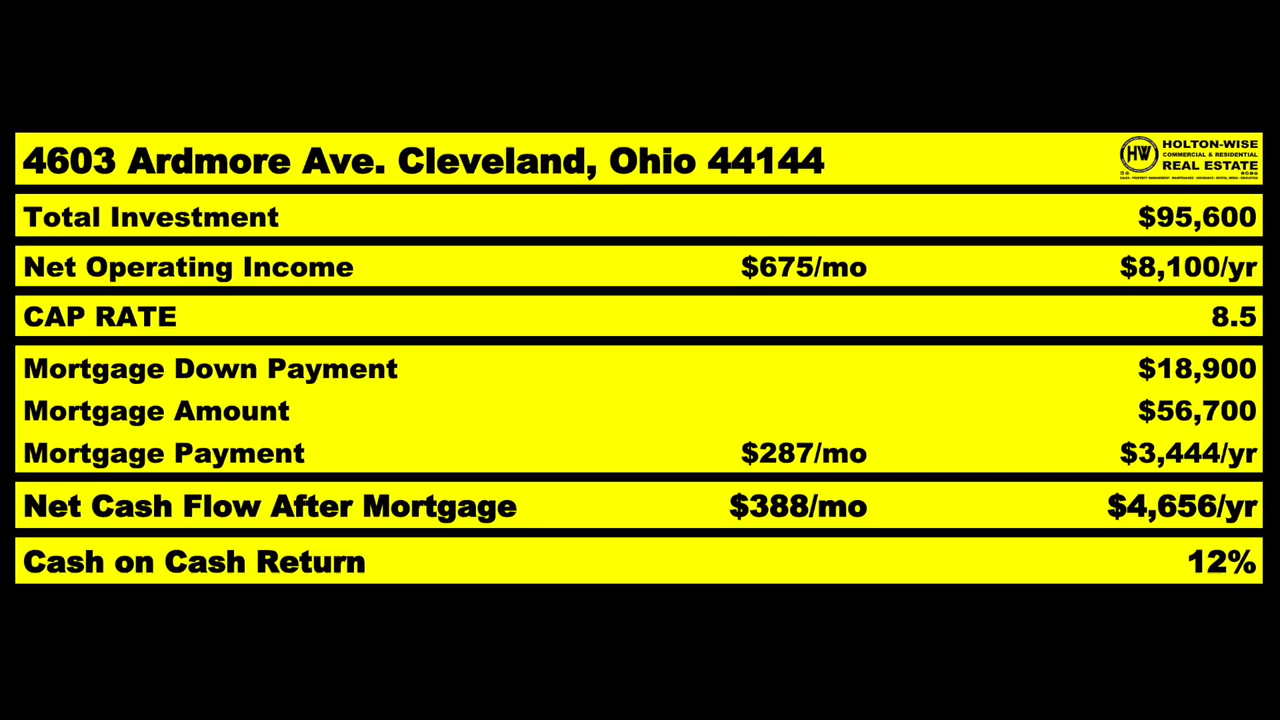 4603 Ardmore Ave. Cleveland, Ohio 44144
HW
HOLTON-WISE
COMMERCIAL & RESIDENTIAL
REAL ESTATE
Total Investment $95,600
Net Operating Income $675/mo $8,100/yr
CAP RATE 8.5
Mortgage Down Payment $18,900
Mortgage Amount $56,700
Mortgage Payment $287/mo $3,444/yr
Net Cash Flow After Mortgage $388/mo $4,656/yr
Cash on Cash Return 12%